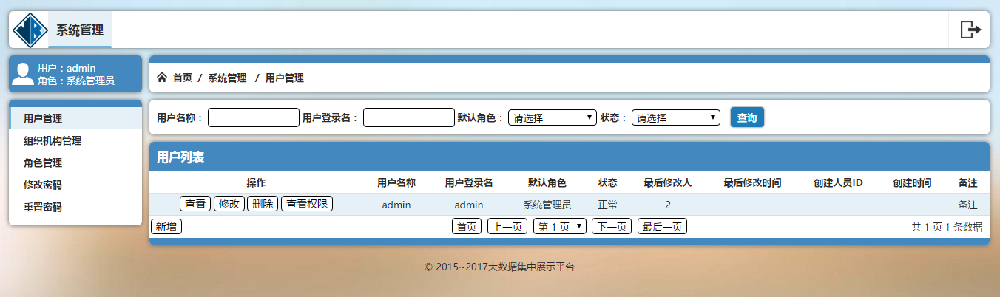 系统管理
用户：admin
角色：系统管理员
用户管理
组织机构管理
角色管理
修改密码
重置密码
首页 / 系统管理 / 用户管理
用户名称： 用户登录名： 默认角色： 请选择 状态： 请选择 查询
用户列表
操作 用户名称 用户登录名 默认角色 状态 最后修改人 最后修改时间 创建人员ID 创建时间 备注
查看 修改 删除 查看权限 admin admin 系统管理员 正常 2 备注
新增 首页 上一页 第 1 页 下一页 最后一页 共 1 页 1 条数据
© 2015~2017大数据集中展示平台